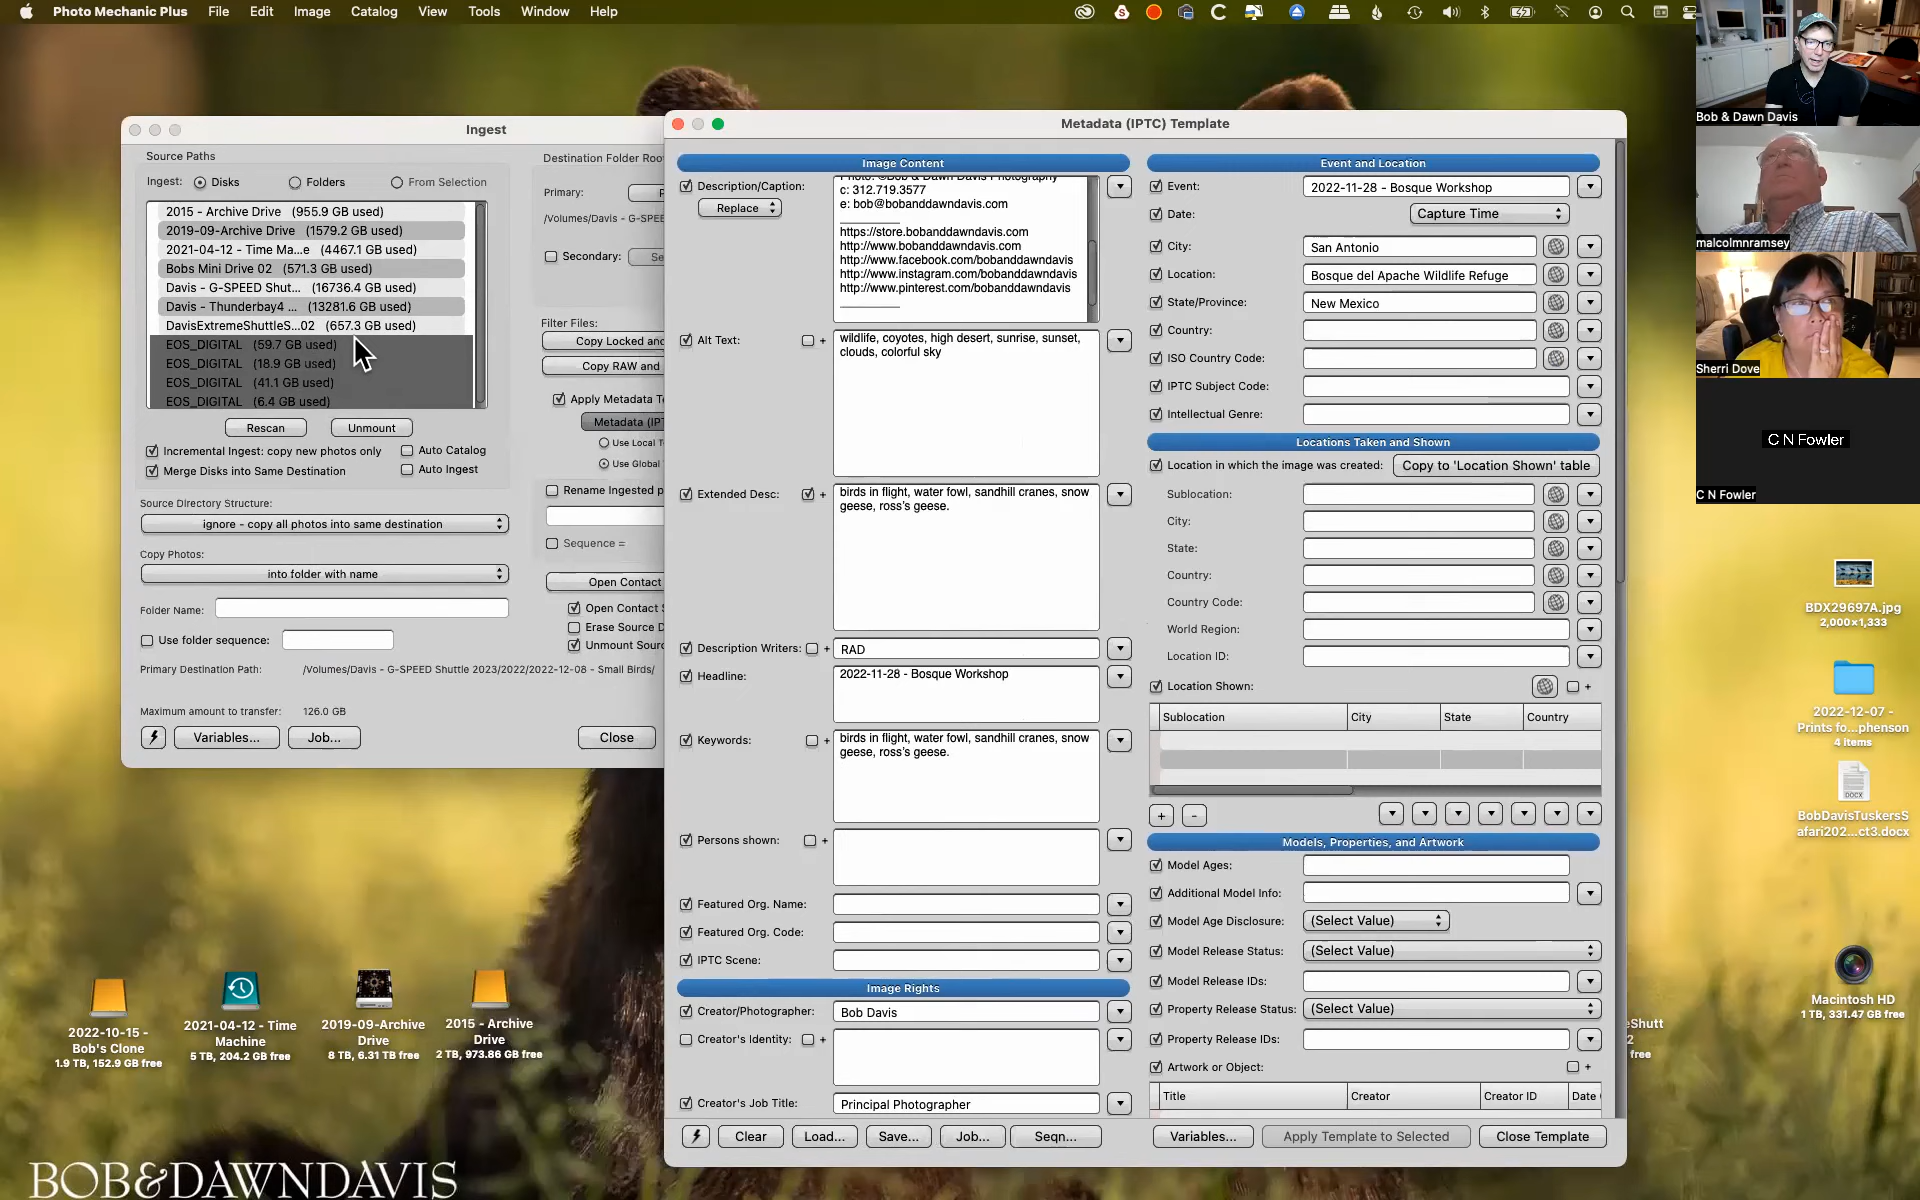 Photo Mechanic Plus File Edit Image Catalog View Tools Window Help
Ingest
Source Paths
Ingest: Disks Folders From Selection
2015 - Archive Drive (955.9 GB used)
2019-09-Archive Drive (1579.2 GB used)
2021-04-12 - Time Ma...e (4467.1 GB used)
Bobs Mini Drive 02 (571.3 GB used)
Davis - G-SPEED Shut... (16736.4 GB used)
Davis - Thunderbay4 ... (13281.6 GB used)
DavisExtremeShuttleS...02 (657.3 GB used)
EOS_DIGITAL (59.7 GB used)
EOS_DIGITAL (18.9 GB used)
EOS_DIGITAL (41.1 GB used)
EOS_DIGITAL (6.4 GB used)
Rescan Unmount
Incremental Ingest: copy new photos only Auto Catalog
Merge Disks into Same Destination Auto Ingest
Source Directory Structure:
ignore - copy all photos into same destination
Copy Photos:
into folder with name
Folder Name:
Use folder sequence:
Primary Destination Path: /Volumes/Davis - G-SPEED Shuttle 2023/2022/2022-12-08 - Small Birds/
Maximum amount to transfer: 126.0 GB
Variables... Job... Close
Destination Folder Roo
Primary:
/Volumes/Davis - G-SPEE
Secondary: Se
Filter Files:
Copy Locked and
Copy RAW and
Apply Metadata T
Metadata (IPT
Use Local T
Use Global
Rename Ingested p
Sequence =
Open Contact
Open Contact S
Erase Source D
Unmount Sour
Metadata (IPTC) Template
Image Content
Description/Caption:
Replace
Photo: ©Bob & Dawn Davis Photography
c: 312.719.3577
e: bob@bobanddawndavis.com
https://store.bobanddawndavis.com
http://www.bobanddawndavis.com
http://www.facebook.com/bobanddawndavis
http://www.instagram.com/bobanddawndavis
http://www.pinterest.com/bobanddawndavis
Alt Text: + wildlife, coyotes, high desert, sunrise, sunset,
clouds, colorful sky
Extended Desc: + birds in flight, water fowl, sandhill cranes, snow
geese, ross's geese.
Description Writers: + RAD
Headline: 2022-11-28 - Bosque Workshop
Keywords: + birds in flight, water fowl, sandhill cranes, snow
geese, ross's geese.
Persons shown: +
Featured Org. Name:
Featured Org. Code:
IPTC Scene:
Image Rights
Creator/Photographer: Bob Davis
Creator's Identity: +
Creator's Job Title: Principal Photographer
Clear Load... Save... Job... Seqn...
Event and Location
Event: 2022-11-28 - Bosque Workshop
Date: Capture Time
City: San Antonio
Location: Bosque del Apache Wildlife Refuge
State/Province: New Mexico
Country:
ISO Country Code:
IPTC Subject Code:
Intellectual Genre:
Locations Taken and Shown
Location in which the image was created: Copy to 'Location Shown' table
Sublocation:
City:
State:
Country:
Country Code:
World Region:
Location ID:
Location Shown: +
Sublocation City State Country
+ -
Models, Properties, and Artwork
Model Ages:
Additional Model Info:
Model Age Disclosure: (Select Value)
Model Release Status: (Select Value)
Model Release IDs:
Property Release Status: (Select Value)
Property Release IDs:
Artwork or Object: +
Title Creator Creator ID Date
Variables... Apply Template to Selected Close Template
Bob & Dawn Davis
malcolmnramsey
Sherri Dove
C N Fowler
C N Fowler
BDX29697A.jpg
2,000×1,333
2022-12-07 -
Prints fo...phenson
4 items
DOCX
BobDavisTuskersS
afari202...ct3.docx
Macintosh HD
1 TB, 331.47 GB free
eShutt
2
free
2022-10-15 -
Bob's Clone
1.9 TB, 152.9 GB free
2021-04-12 - Time
Machine
5 TB, 204.2 GB free
2019-09-Archive
Drive
8 TB, 6.31 TB free
2015 - Archive
Drive
2 TB, 973.86 GB free
BOB&DAWNDAVIS